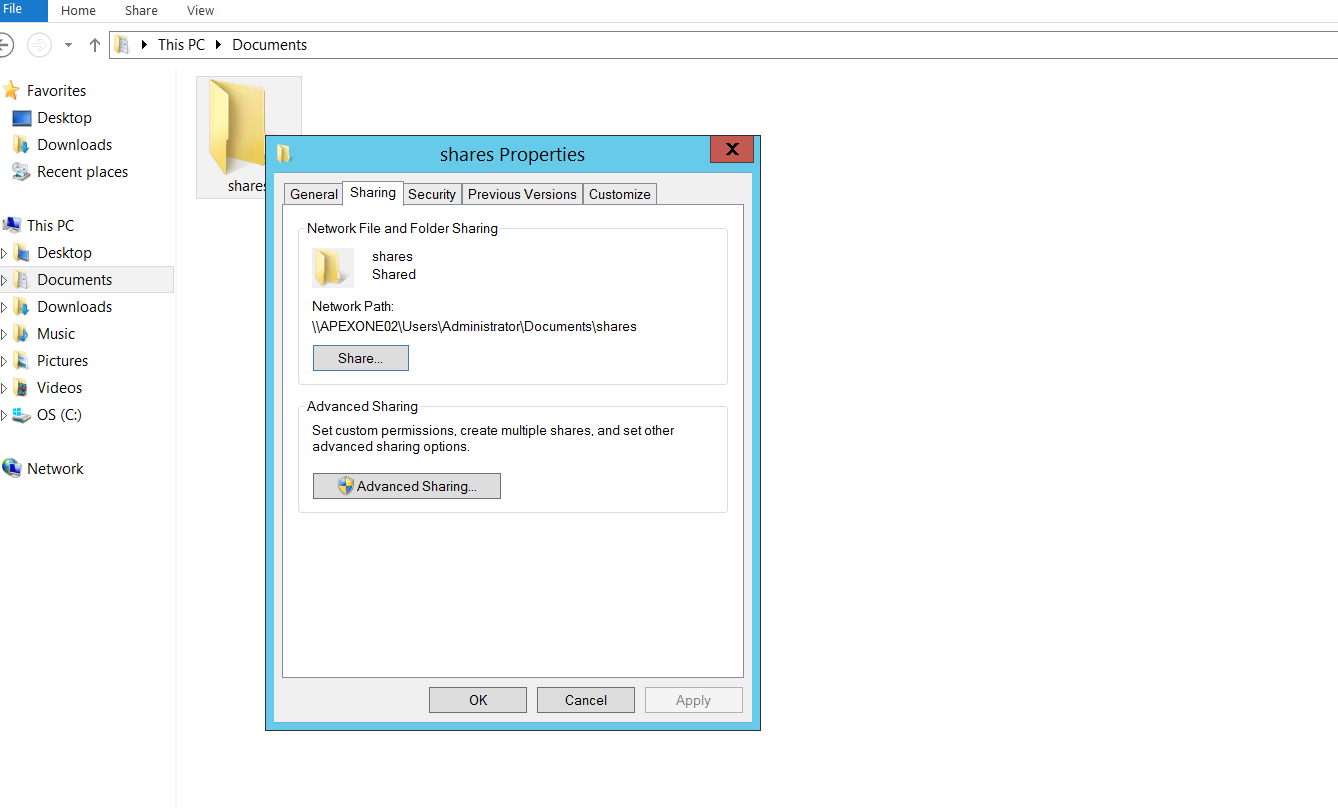 File Home Share View
This PC Documents
Favorites
Desktop
Downloads
Recent places
This PC
Desktop
Documents
Downloads
Music
Pictures
Videos
OS (C:)
Network
shares
shares Properties
X
General Sharing Security Previous Versions Customize
Network File and Folder Sharing
shares
Shared
Network Path:
\\APEXONE02\Users\Administrator\Documents\shares
Share...
Advanced Sharing
Set custom permissions, create multiple shares, and set other
advanced sharing options.
Advanced Sharing...
OK Cancel Apply